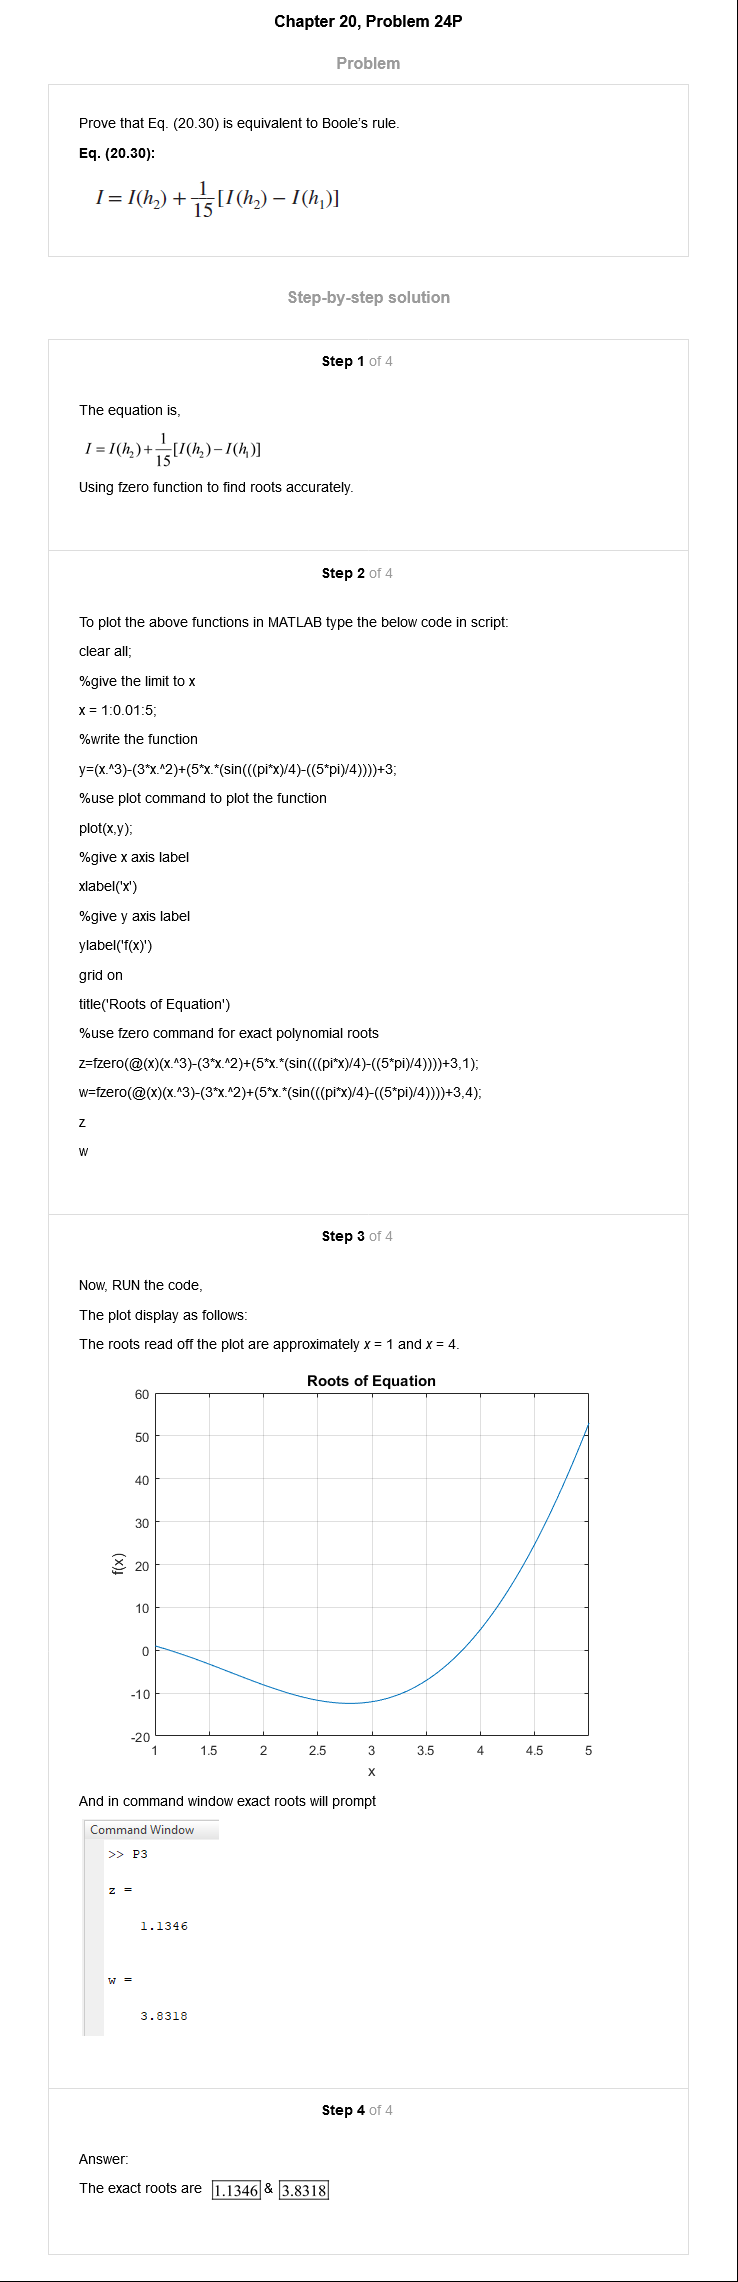 Chapter 20, Problem 24P
Problem
Prove that Eq. (20.30) is equivalent to Boole's rule.
Eq. (20.30):
I = I(h₂) + 1/15 [I(h₂) − I(h₁)]
Step-by-step solution
Step 1 of 4
The equation is,
I = I(h₂) + 1/15 [I(h₂) − I(h₁)]
Using fzero function to find roots accurately.
Step 2 of 4
To plot the above functions in MATLAB type the below code in script:
clear all;
%give the limit to x
x = 1:0.01:5;
%write the function
y=(x.^3)-(3*x.^2)+(5*x.*(sin(((pi*x)/4)-((5*pi)/4))))+3;
%use plot command to plot the function
plot(x,y);
%give x axis label
xlabel('x')
%give y axis label
ylabel('f(x)')
grid on
title('Roots of Equation')
%use fzero command for exact polynomial roots
z=fzero(@(x)(x.^3)-(3*x.^2)+(5*x.*(sin(((pi*x)/4)-((5*pi)/4))))+3,1);
w=fzero(@(x)(x.^3)-(3*x.^2)+(5*x.*(sin(((pi*x)/4)-((5*pi)/4))))+3,4);
z
w
Step 3 of 4
Now, RUN the code,
The plot display as follows:
The roots read off the plot are approximately x = 1 and x = 4.
Roots of Equation
60
50
40
30
20
10
0
-10
-20
f(x)
1 1.5 2 2.5 3 3.5 4 4.5 5
x
And in command window exact roots will prompt
Command Window
>> P3
z =
1.1346
w =
3.8318
Step 4 of 4
Answer:
The exact roots are 1.1346 & 3.8318